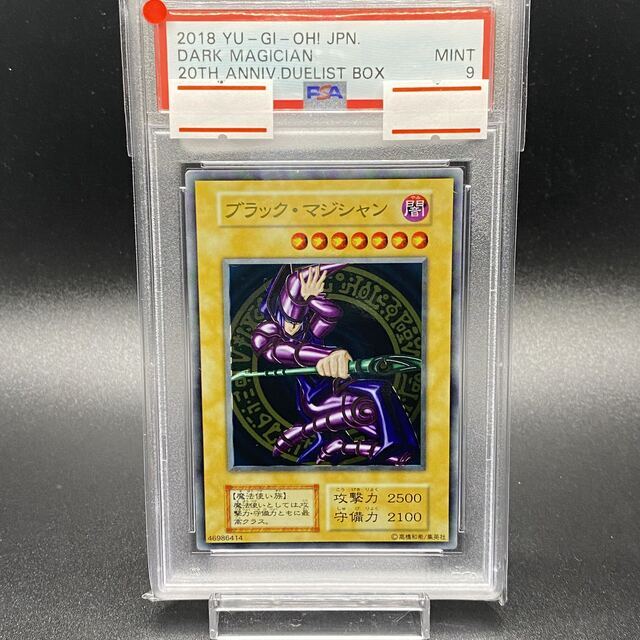 2018 YU-GI-OH! JPN.
DARK MAGICIAN MINT
20TH ANNIV.DUELIST BOX 9
PSA
ブラック・マジシャン
闇
【魔法使い族】
魔法使いとしては攻
撃力・守備力ともに最
高クラス。
攻撃力 2500
守備力 2100
46986414
©高橋和希/集英社